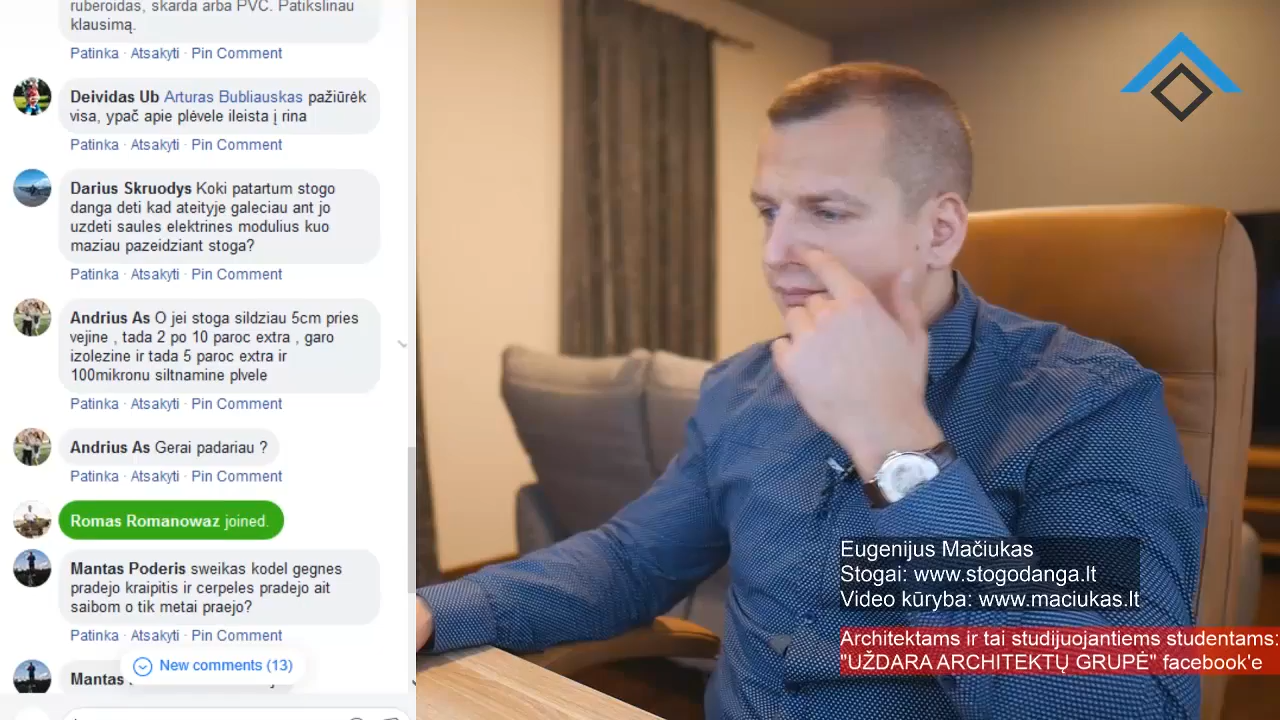 ruberoidas, skarda arba PVC. Patikslinau
klausimą.
Patinka · Atsakyti · Pin Comment
Deividas Ub Arturas Bubliauskas pažiūrėk
visa, ypač apie plėvele ileista į rina
Patinka · Atsakyti · Pin Comment
Darius Skruodys Koki patartum stogo
danga deti kad ateityje galeciau ant jo
uzdeti saules elektrines modulius kuo
maziau pazeidziant stoga?
Patinka · Atsakyti · Pin Comment
Andrius As O jei stoga sildziau 5cm pries
vejine , tada 2 po 10 paroc extra , garo
izolezine ir tada 5 paroc extra ir
100mikronu siltnamine plvele
Patinka · Atsakyti · Pin Comment
Andrius As Gerai padariau ?
Patinka · Atsakyti · Pin Comment
Romas Romanowaz joined.
Mantas Poderis sweikas kodel gegnes
pradejo kraipitis ir cerpeles pradejo ait
saibom o tik metai praejo?
Patinka · Atsakyti · Pin Comment
Mantas
New comments (13)
Eugenijus Mačiukas
Stogai: www.stogodanga.lt
Video kūryba: www.maciukas.lt
Architektams ir tai studijuojantiems studentams:
"UŽDARA ARCHITEKTŲ GRUPĖ" facebook'e